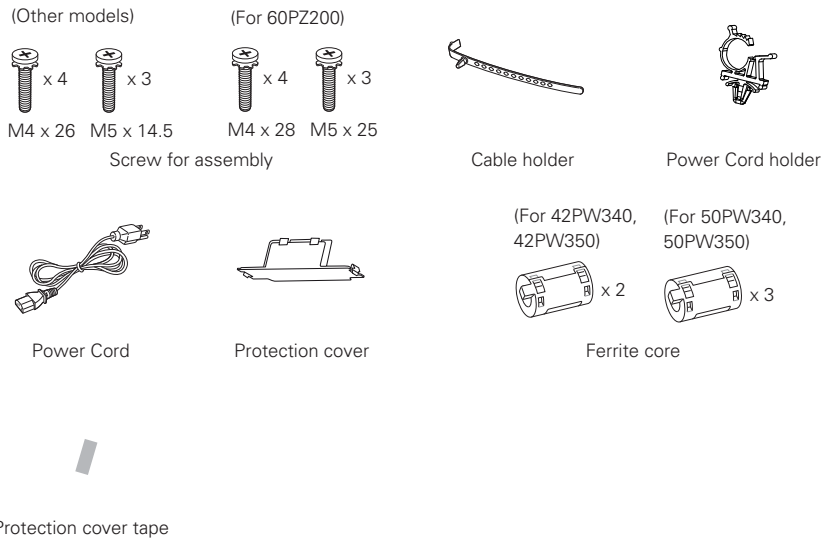 (Other models)
(For 60PZ200)
x 4
x 3
x 4
x 3
M4 x 26
M5 x 14.5
M4 x 28
M5 x 25
Screw for assembly
Cable holder
Power Cord holder
(For 42PW340,
42PW350)
(For 50PW340,
50PW350)
x 2
x 3
Power Cord
Protection cover
Ferrite core
Protection cover tape